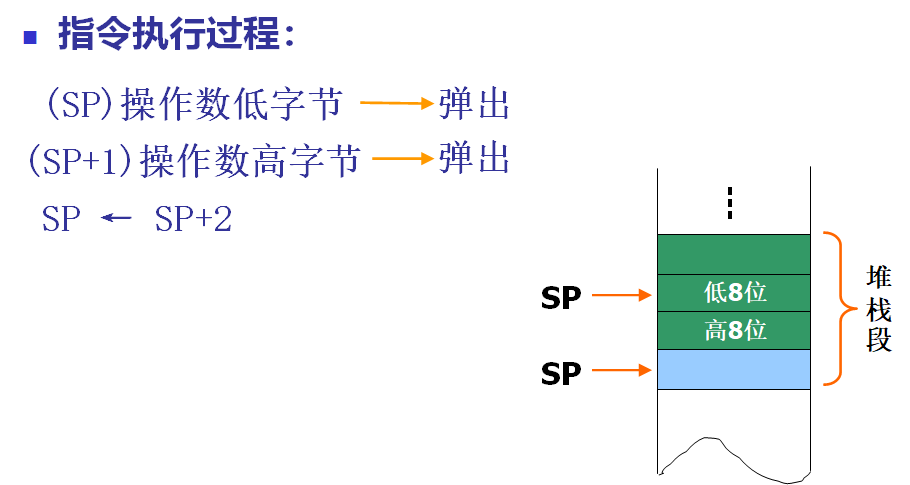 指令执行过程：
(SP)操作数低字节 → 弹出
(SP+1)操作数高字节 → 弹出
SP ← SP+2
SP → 低8位
高8位
SP →
堆栈段